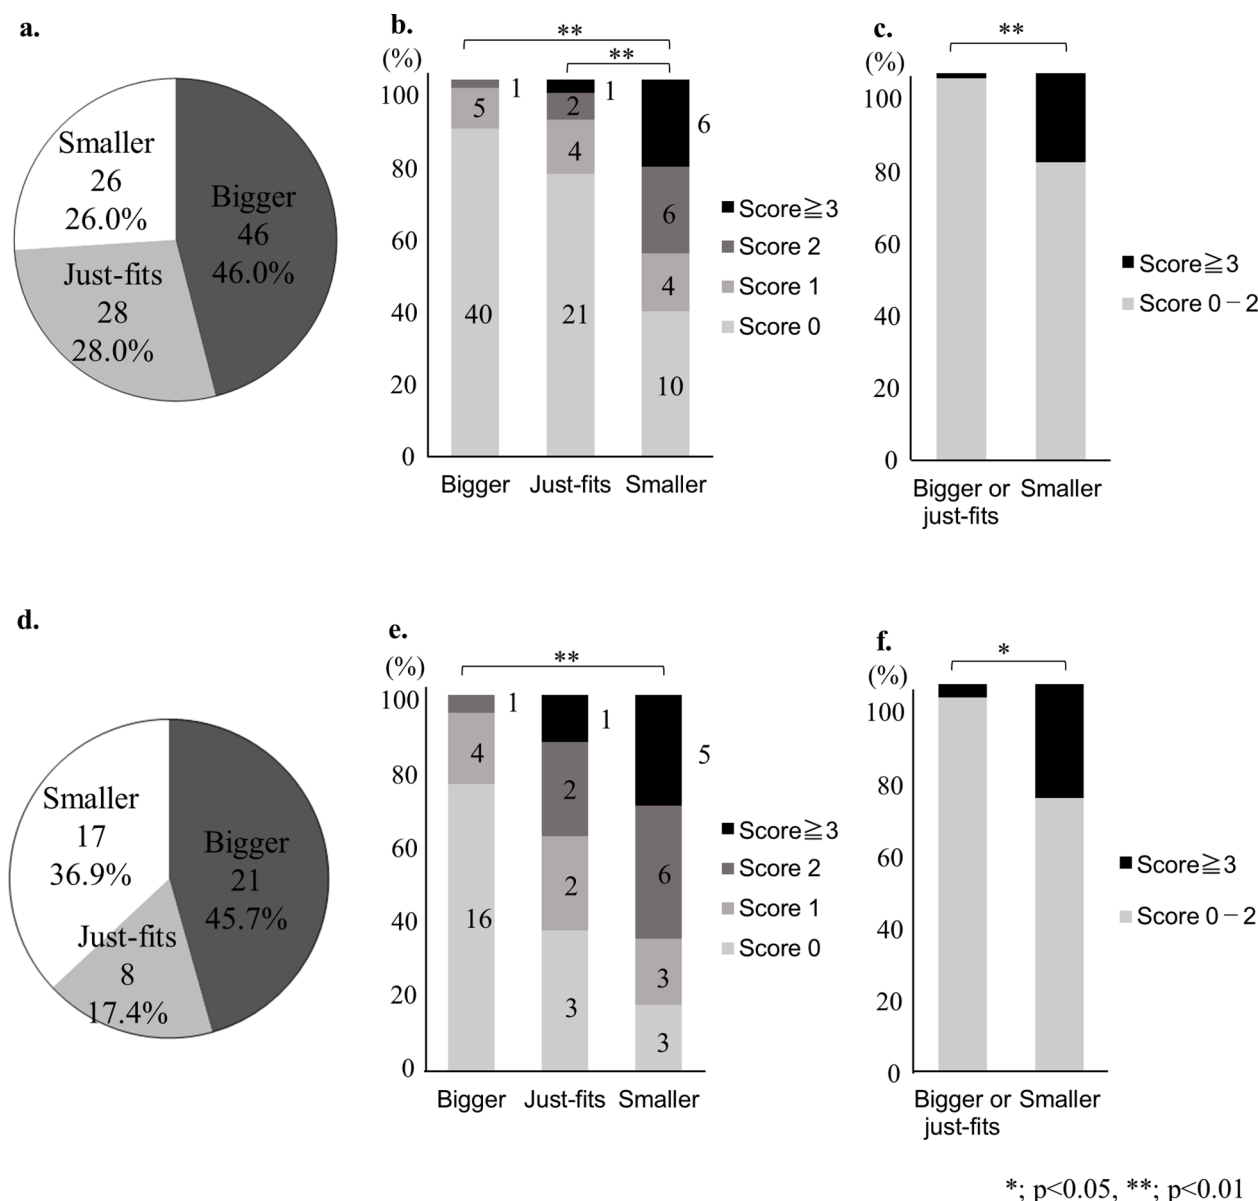 a.
Smaller
26
26.0%
Bigger
46
46.0%
Just-fits
28
28.0%
b.
(%)
**
**
100
80
60
40
20
0
1
5
40
1
2
4
21
6
6
4
10
Bigger Just-fits Smaller
Score≧3
Score 2
Score 1
Score 0
c.
(%)
**
100
80
60
40
20
0
Bigger or Smaller
just-fits
Score≧3
Score 0－2
d.
Smaller
17
36.9%
Bigger
21
45.7%
Just-fits
8
17.4%
e.
(%)
**
100
80
60
40
20
0
1
4
16
1
2
2
3
5
6
3
3
Bigger Just-fits Smaller
Score≧3
Score 2
Score 1
Score 0
f.
(%)
*
100
80
60
40
20
0
Bigger or Smaller
just-fits
Score≧3
Score 0－2
*; p<0.05, **; p<0.01